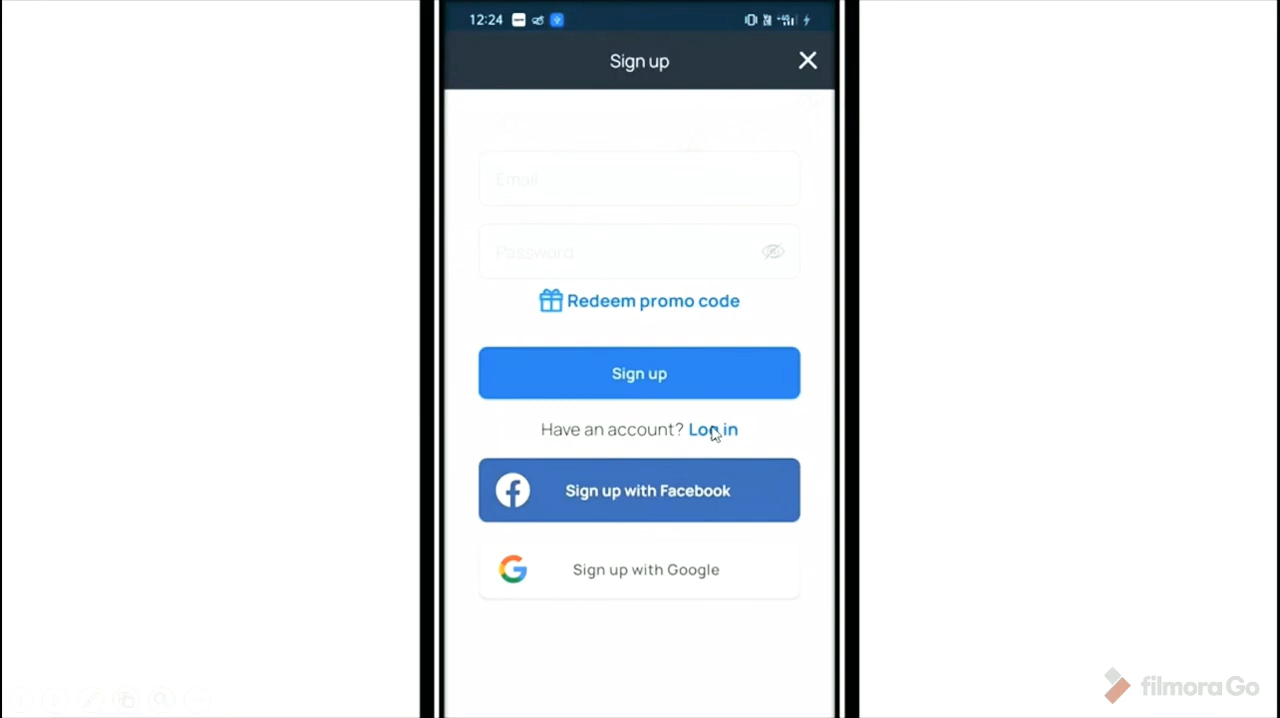 12:24
Sign up
Email
Password
Redeem promo code
Sign up
Have an account? Log in
Sign up with Facebook
Sign up with Google
filmora Go